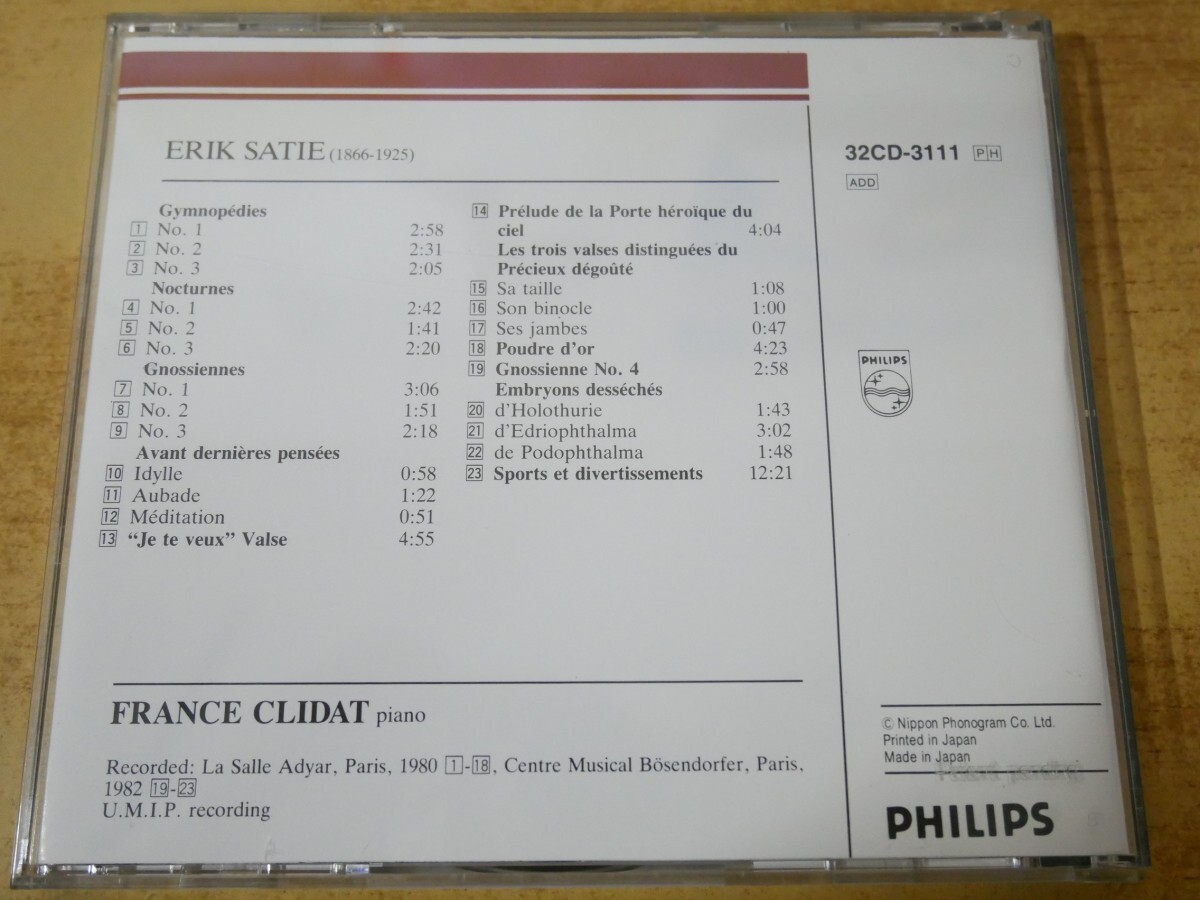 ERIK SATIE (1866-1925)
Gymnopédies
1 No. 1 2:58
2 No. 2 2:31
3 No. 3 2:05
Nocturnes
4 No. 1 2:42
5 No. 2 1:41
6 No. 3 2:20
Gnossiennes
7 No. 1 3:06
8 No. 2 1:51
9 No. 3 2:18
Avant dernières pensées
10 Idylle 0:58
11 Aubade 1:22
12 Méditation 0:51
13 “Je te veux” Valse 4:55
14 Prélude de la Porte héroïque du
ciel 4:04
Les trois valses distinguées du
Précieux dégoûté
15 Sa taille 1:08
16 Son binocle 1:00
17 Ses jambes 0:47
18 Poudre d’or 4:23
19 Gnossienne No. 4 2:58
Embryons desséchés
20 d’Holothurie 1:43
21 d’Edriophthalma 3:02
22 de Podophthalma 1:48
23 Sports et divertissements 12:21
FRANCE CLIDAT piano
Recorded: La Salle Adyar, Paris, 1980 1-18, Centre Musical Bösendorfer, Paris,
1982 19-23
U.M.I.P. recording
32CD-3111 PH
ADD
PHILIPS
© Nippon Phonogram Co. Ltd.
Printed in Japan
Made in Japan
Patent pending
PHILIPS